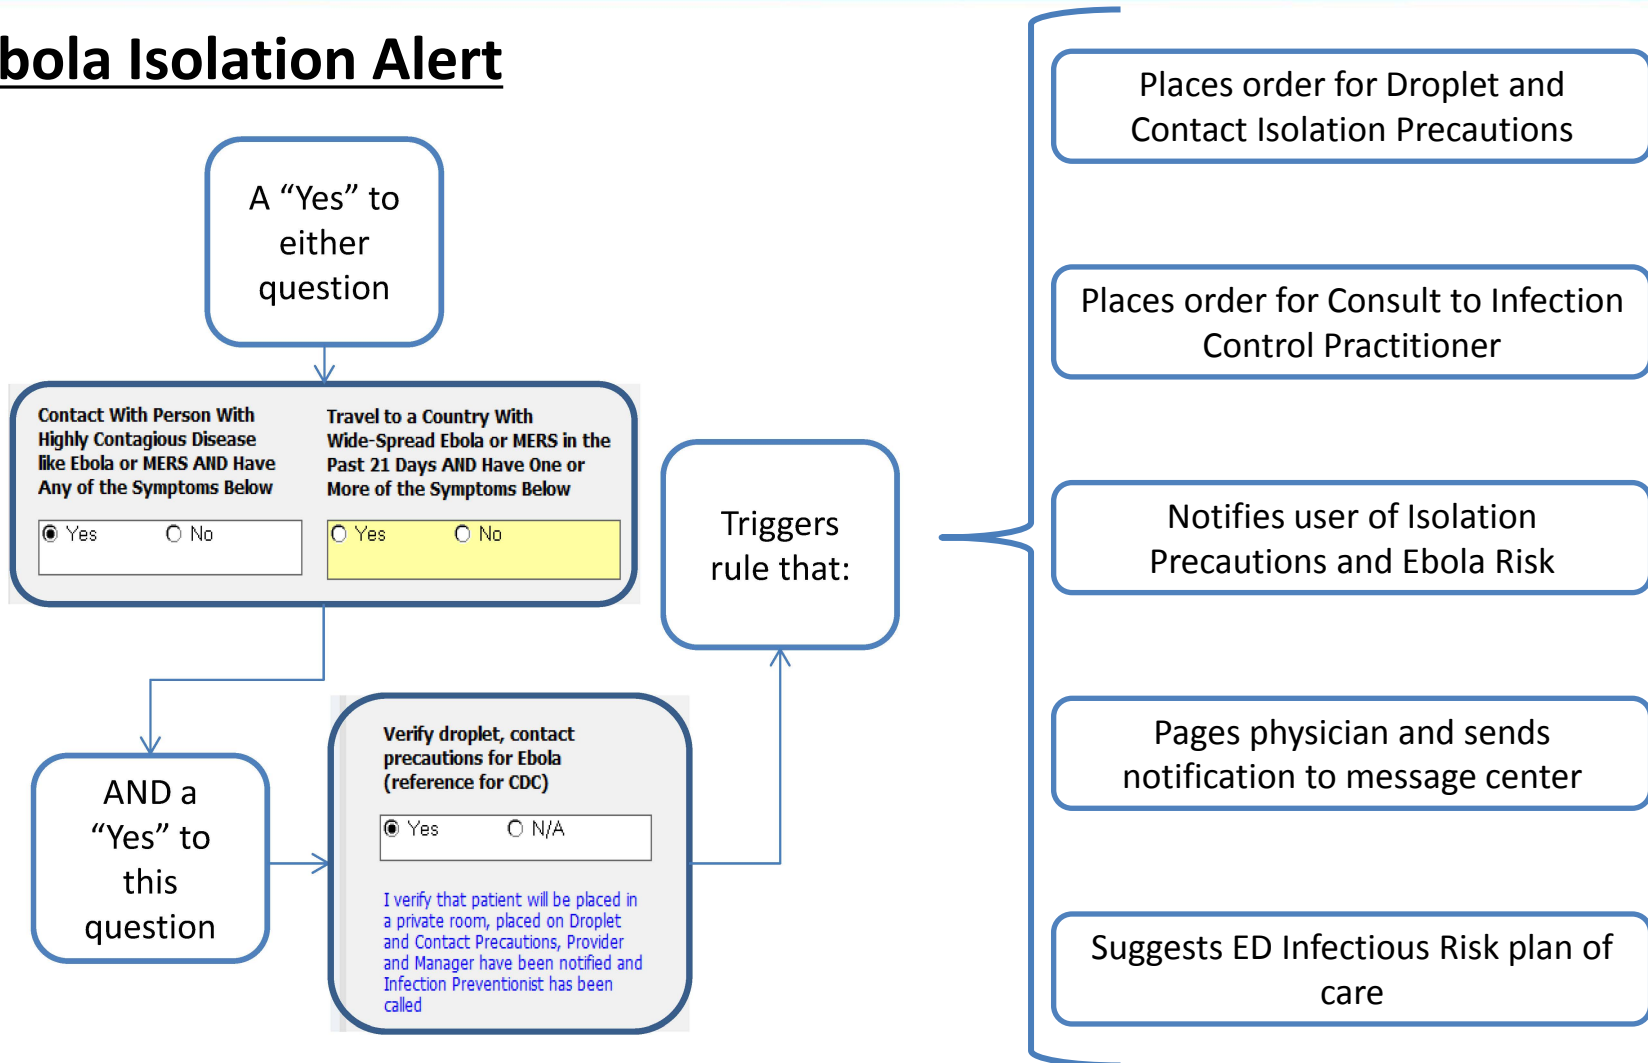 bola Isolation Alert
A “Yes” to
either
question
Contact With Person With
Highly Contagious Disease
like Ebola or MERS AND Have
Any of the Symptoms Below
Yes No
Travel to a Country With
Wide-Spread Ebola or MERS in the
Past 21 Days AND Have One or
More of the Symptoms Below
Yes No
AND a
“Yes” to
this
question
Verify droplet, contact
precautions for Ebola
(reference for CDC)
Yes N/A
I verify that patient will be placed in
a private room, placed on Droplet
and Contact Precautions, Provider
and Manager have been notified and
Infection Preventionist has been
called
Triggers
rule that:
Places order for Droplet and
Contact Isolation Precautions
Places order for Consult to Infection
Control Practitioner
Notifies user of Isolation
Precautions and Ebola Risk
Pages physician and sends
notification to message center
Suggests ED Infectious Risk plan of
care